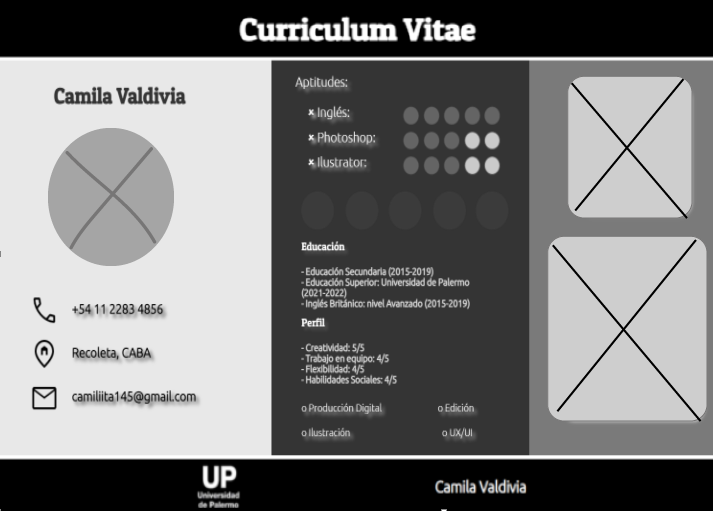 Curriculum Vitae
Camila Valdivia
+54 11 2283 4856
Recoleta, CABA
camiliita145@gmail.com
Aptitudes:
× Inglés:
× Photoshop:
× Ilustrator:
Educación
- Educación Secundaria (2015-2019)
- Educación Superior: Universidad de Palermo
(2021-2022)
- Inglés Británico: nivel Avanzado (2015-2019)
Perfil
- Creatividad: 5/5
- Trabajo en equipo: 4/5
- Flexibilidad: 4/5
- Habilidades Sociales: 4/5
o Producción Digital
o Edición
o Ilustración
o UX/UI
UP
Universidad
de Palermo
Camila Valdivia